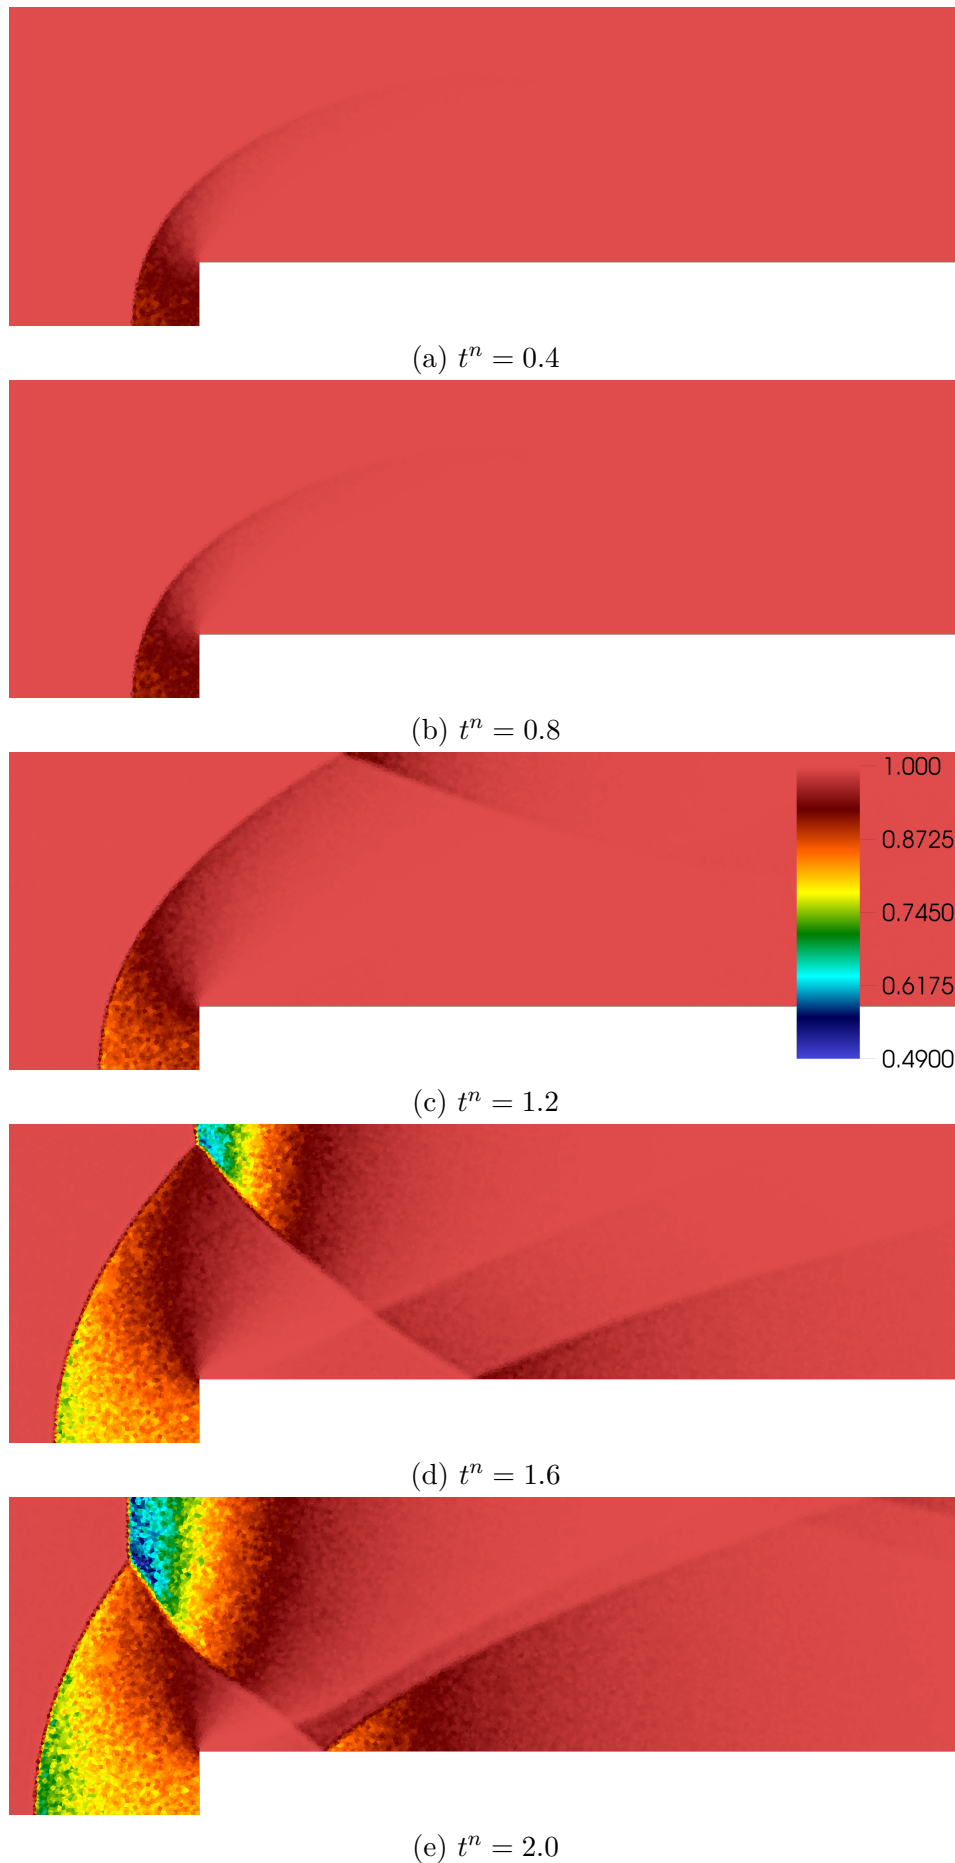 (a) tⁿ = 0.4
(b) tⁿ = 0.8
1.000
0.8725
0.7450
0.6175
0.4900
(c) tⁿ = 1.2
(d) tⁿ = 1.6
(e) tⁿ = 2.0